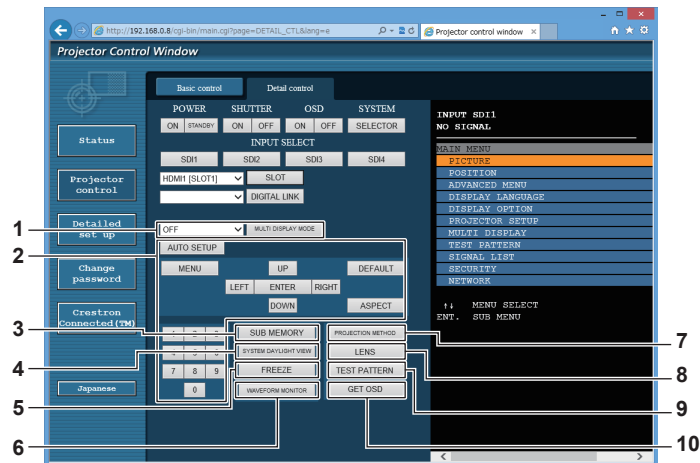 http://192.168.0.8/cgi-bin/main.cgi?page=DETAIL_CTL&lang=e
Projector control window
Projector Control Window
Basic control Detail control
POWER SHUTTER OSD SYSTEM
ON STANDBY ON OFF ON OFF SELECTOR
INPUT SELECT
SDI1 SDI2 SDI3 SDI4
HDMI1 [SLOT1] SLOT
DIGITAL LINK
OFF MULTI DISPLAY MODE
AUTO SETUP
MENU UP DEFAULT
LEFT ENTER RIGHT
DOWN ASPECT
1 2 3 SUB MEMORY PROJECTION METHOD
4 5 6 SYSTEM DAYLIGHT VIEW LENS
7 8 9 FREEZE TEST PATTERN
0 WAVEFORM MONITOR GET OSD
Status
Projector
control
Detailed
set up
Change
password
Crestron
Connected(TM)
Japanese
INPUT SDI1
NO SIGNAL
MAIN MENU
PICTURE
POSITION
ADVANCED MENU
DISPLAY LANGUAGE
DISPLAY OPTION
PROJECTOR SETUP
MULTI DISPLAY
TEST PATTERN
SIGNAL LIST
SECURITY
NETWORK
↑↓ MENU SELECT
ENT. SUB MENU
1
2
3
4
5
6
7
8
9
10